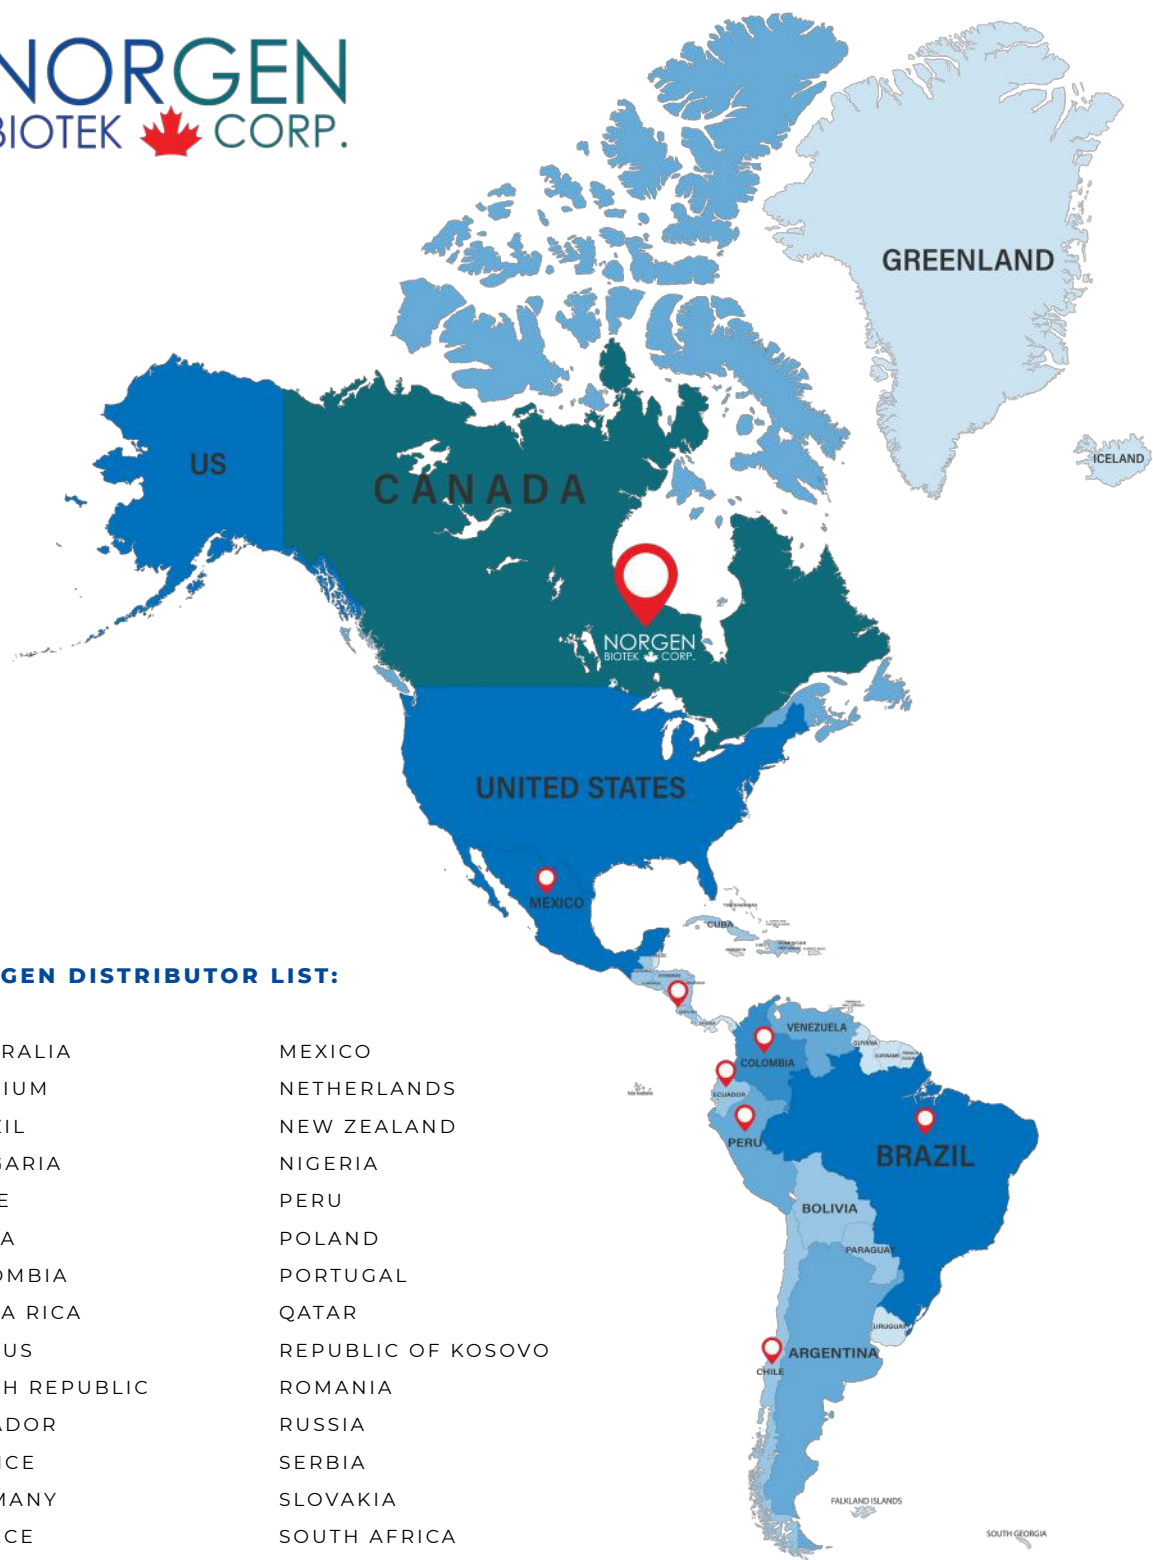 NORGEN
BIOTEK CORP.
GREENLAND
ICELAND
US
CANADA
NORGEN
BIOTEK CORP.
UNITED STATES
MEXICO
CUBA
GEN DISTRIBUTOR LIST:
RALIA
IUM
IL
GARIA
E
A
OMBIA
A RICA
US
H REPUBLIC
ADOR
CE
MANY
CE
MEXICO
NETHERLANDS
NEW ZEALAND
NIGERIA
PERU
POLAND
PORTUGAL
QATAR
REPUBLIC OF KOSOVO
ROMANIA
RUSSIA
SERBIA
SLOVAKIA
SOUTH AFRICA
VENEZUELA
GUYANA
SURINAME
COLOMBIA
ECUADOR
PERU
BRAZIL
BOLIVIA
PARAGUAY
URUGUAY
ARGENTINA
CHILE
FALKLAND ISLANDS
SOUTH GEORGIA